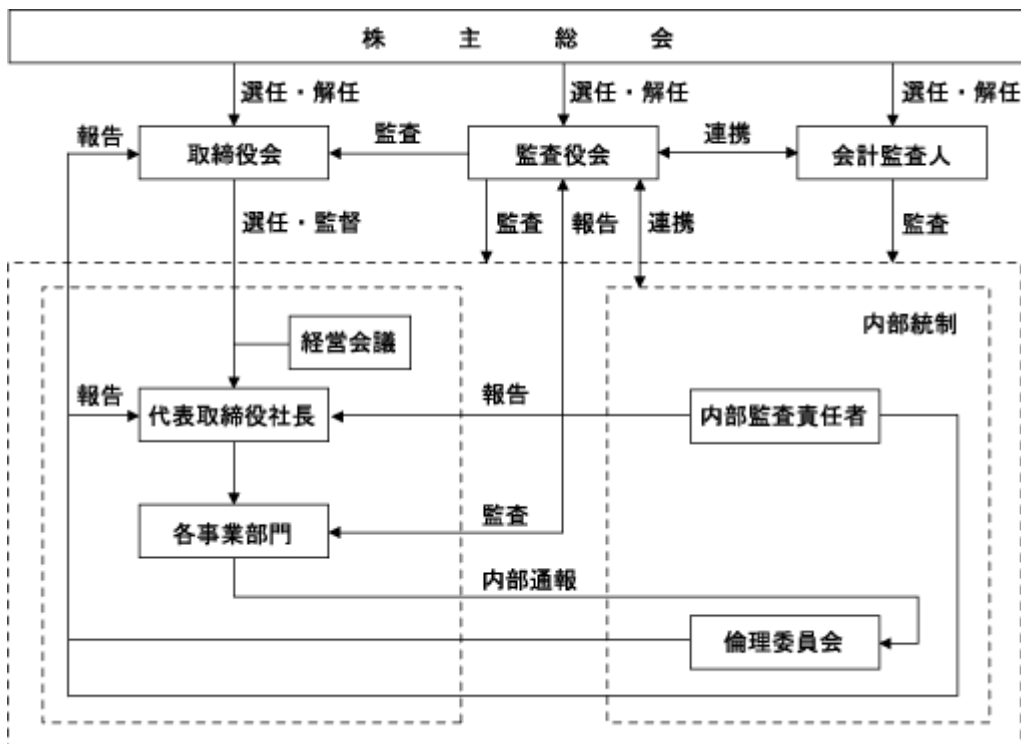 株主総会
選任・解任
選任・解任
選任・解任
報告
取締役会
監査
監査役会
連携
会計監査人
選任・監督
監査
報告
連携
監査
内部統制
経営会議
報告
代表取締役社長
報告
内部監査責任者
各事業部門
監査
内部通報
倫理委員会